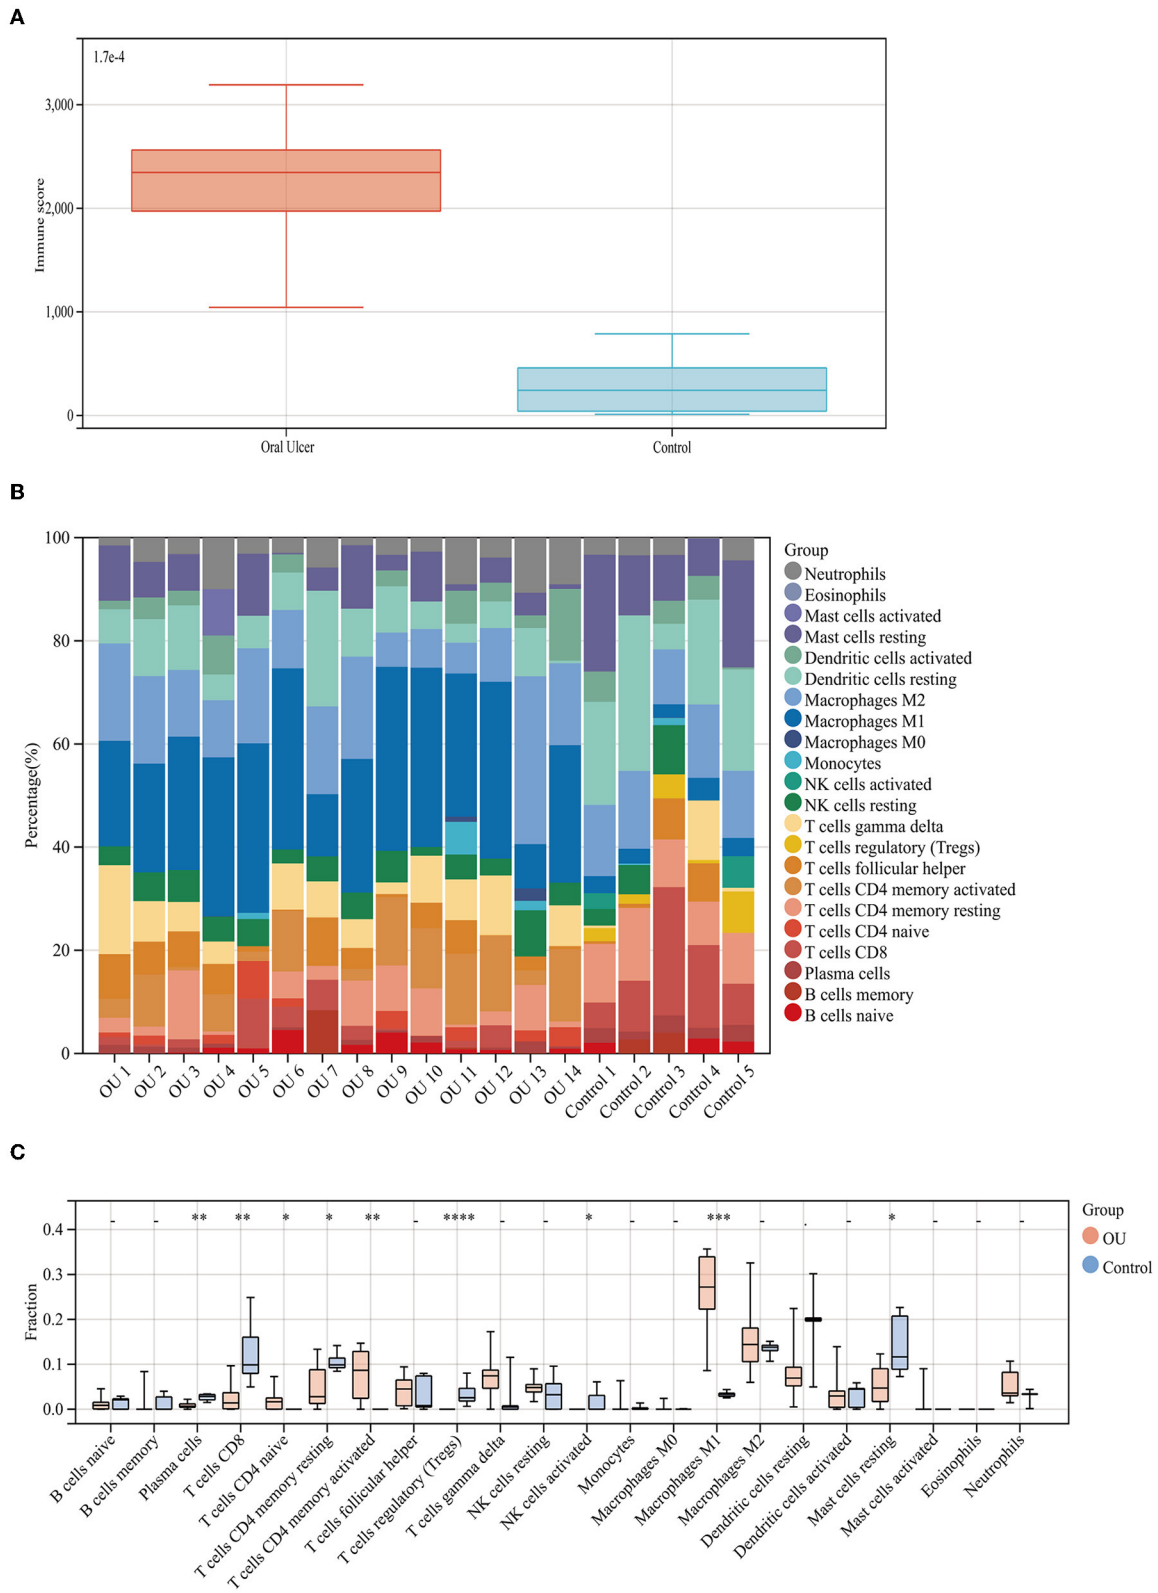 A
1.7e-4
3,000
2,000
1,000
0
Immune score
Oral Ulcer
Control
B
100
80
60
40
20
0
Percentage(%)
OU 1
OU 2
OU 3
OU 4
OU 5
OU 6
OU 7
OU 8
OU 9
OU 10
OU 11
OU 12
OU 13
OU 14
Control 1
Control 2
Control 3
Control 4
Control 5
Group
Neutrophils
Eosinophils
Mast cells activated
Mast cells resting
Dendritic cells activated
Dendritic cells resting
Macrophages M2
Macrophages M1
Macrophages M0
Monocytes
NK cells activated
NK cells resting
T cells gamma delta
T cells regulatory (Tregs)
T cells follicular helper
T cells CD4 memory activated
T cells CD4 memory resting
T cells CD4 naive
T cells CD8
Plasma cells
B cells memory
B cells naive
C
- - ** ** * * ** - **** - - * - - *** - . - * - - -
0.4
0.3
0.2
0.1
0.0
Fraction
B cells naive
B cells memory
Plasma cells
T cells CD8
T cells CD4 naive
T cells CD4 memory resting
T cells CD4 memory activated
T cells follicular helper
T cells regulatory (Tregs)
T cells gamma delta
NK cells resting
NK cells activated
Monocytes
Macrophages M0
Macrophages M1
Macrophages M2
Dendritic cells resting
Dendritic cells activated
Mast cells resting
Mast cells activated
Eosinophils
Neutrophils
Group
OU
Control